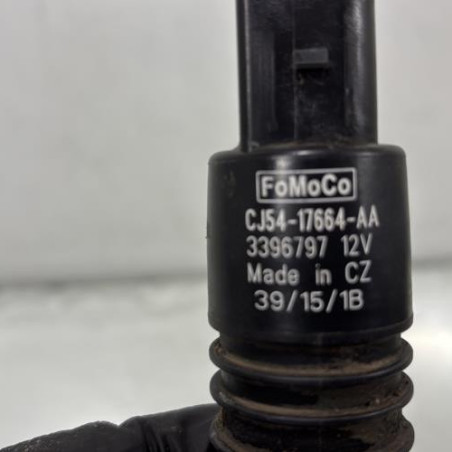 FoMoCo
CJ54-17664-AA
3396797 12V
Made in CZ
39/15/1B